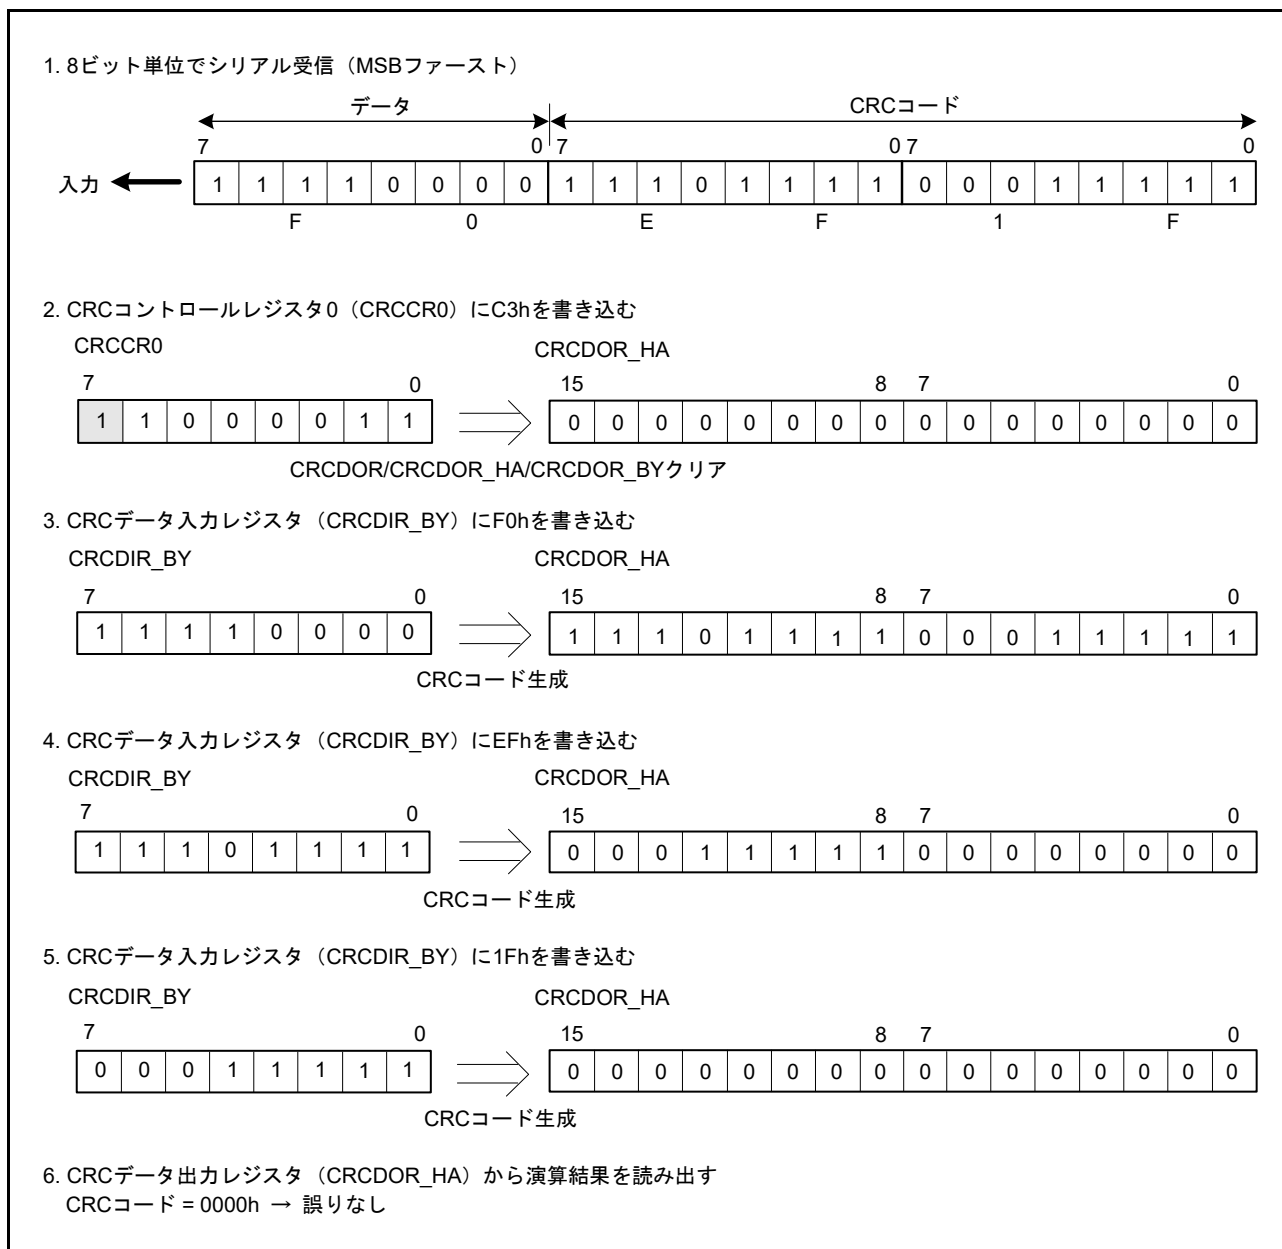 1. 8ビット単位でシリアル受信（MSBファースト）
データ CRCコード
7 0 7 0 7 0
入力 1 1 1 1 0 0 0 0 1 1 1 0 1 1 1 1 0 0 0 1 1 1 1 1
F 0 E F 1 F
2. CRCコントロールレジスタ0（CRCCR0）にC3hを書き込む
CRCCR0 CRCDOR_HA
7 0 15 8 7 0
1 1 0 0 0 0 1 1 0 0 0 0 0 0 0 0 0 0 0 0 0 0 0 0
CRCDOR/CRCDOR_HA/CRCDOR_BYクリア
3. CRCデータ入力レジスタ（CRCDIR_BY）にF0hを書き込む
CRCDIR_BY CRCDOR_HA
7 0 15 8 7 0
1 1 1 1 0 0 0 0 1 1 1 0 1 1 1 1 0 0 0 1 1 1 1 1
CRCコード生成
4. CRCデータ入力レジスタ（CRCDIR_BY）にEFhを書き込む
CRCDIR_BY CRCDOR_HA
7 0 15 8 7 0
1 1 1 0 1 1 1 1 0 0 0 1 1 1 1 1 0 0 0 0 0 0 0 0
CRCコード生成
5. CRCデータ入力レジスタ（CRCDIR_BY）に1Fhを書き込む
CRCDIR_BY CRCDOR_HA
7 0 15 8 7 0
0 0 0 1 1 1 1 1 0 0 0 0 0 0 0 0 0 0 0 0 0 0 0 0
CRCコード生成
6. CRCデータ出力レジスタ（CRCDOR_HA）から演算結果を読み出す
CRCコード = 0000h → 誤りなし